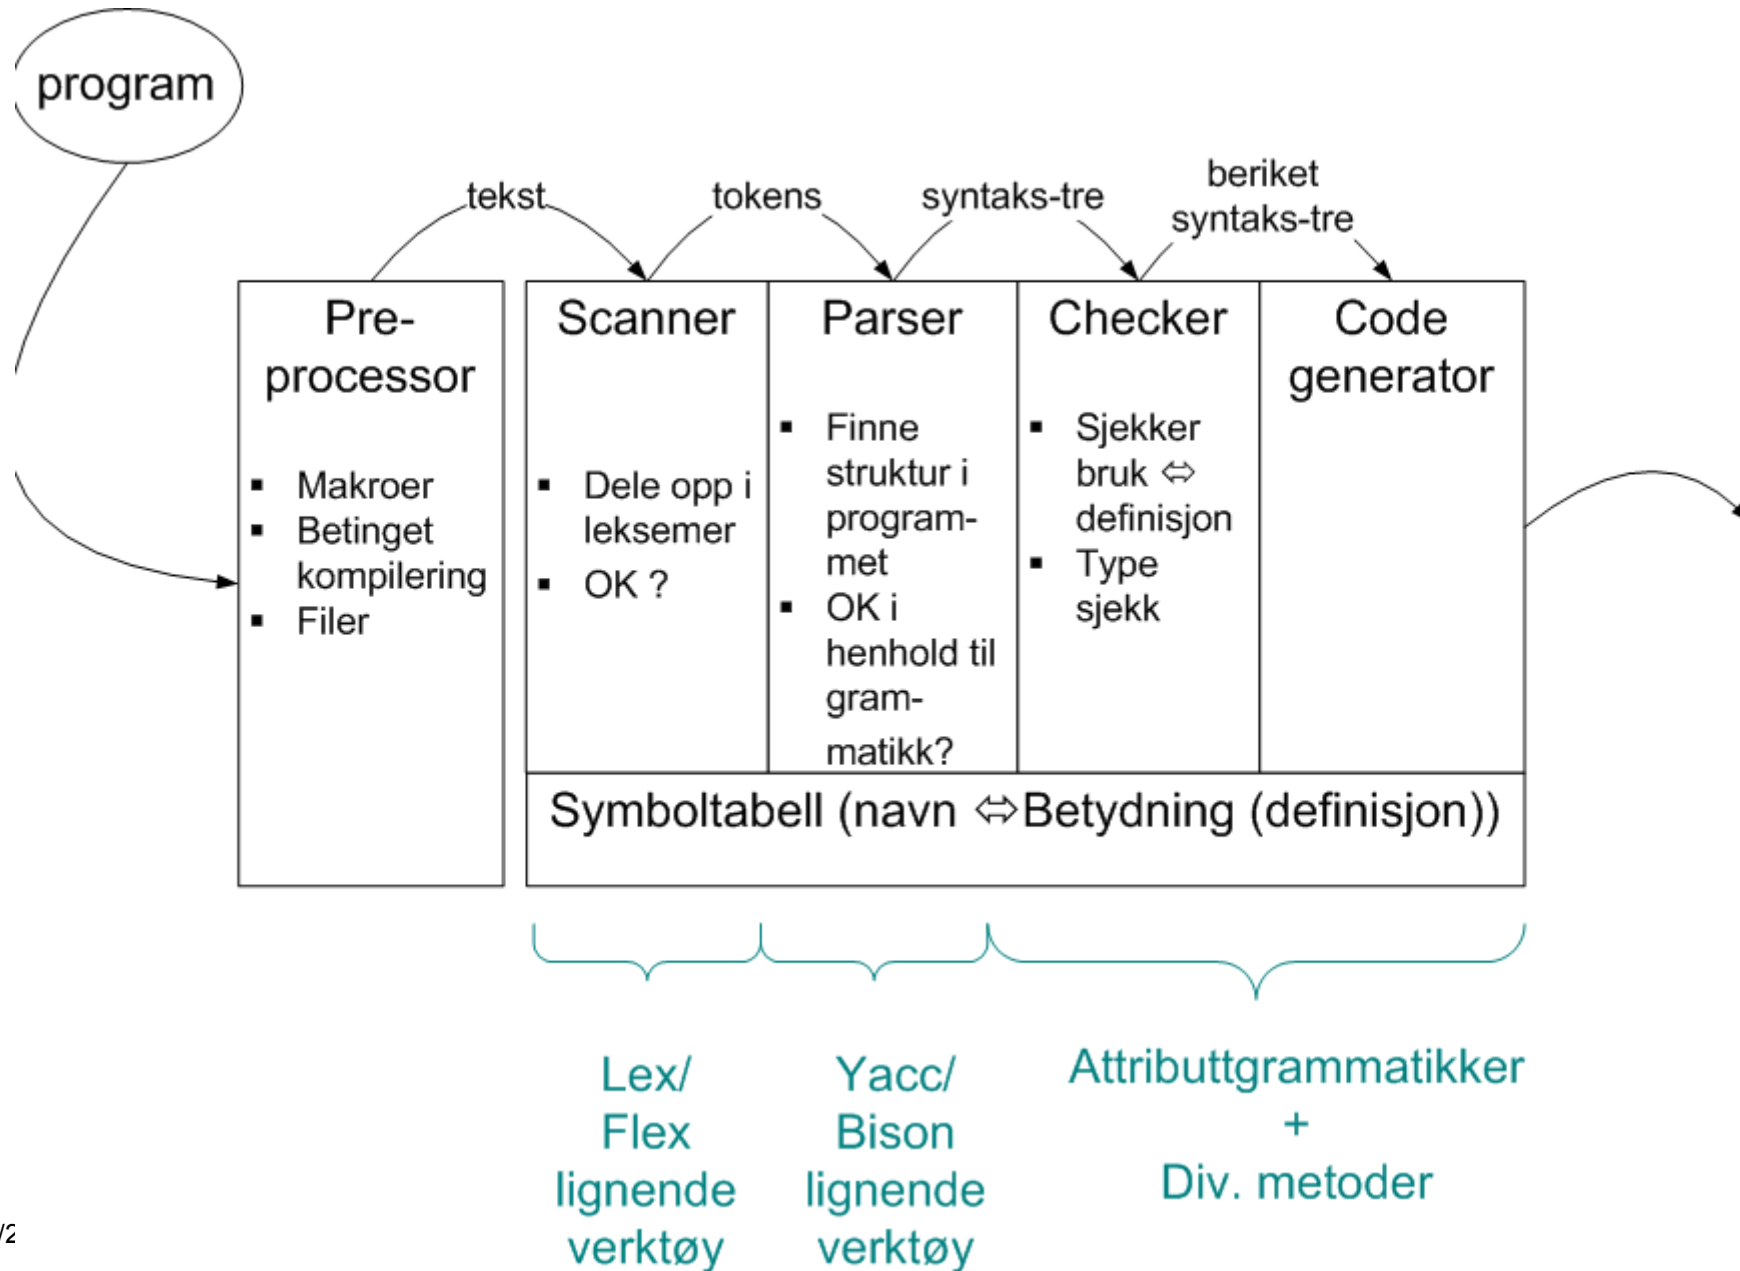 program
tekst
tokens
syntaks-tre
beriket
syntaks-tre
Pre-
processor
▪ Makroer
▪ Betinget
kompilering
▪ Filer
Scanner
▪ Dele opp i
leksemer
▪ OK ?
Parser
▪ Finne
struktur i
program-
met
▪ OK i
henhold til
gram-
matikk?
Checker
▪ Sjekker
bruk ⬄
definisjon
▪ Type
sjekk
Code
generator
Symboltabell (navn ⬄Betydning (definisjon))
Lex/
Flex
lignende
verktøy
Yacc/
Bison
lignende
verktøy
Attributtgrammatikker
+
Div. metoder
/2